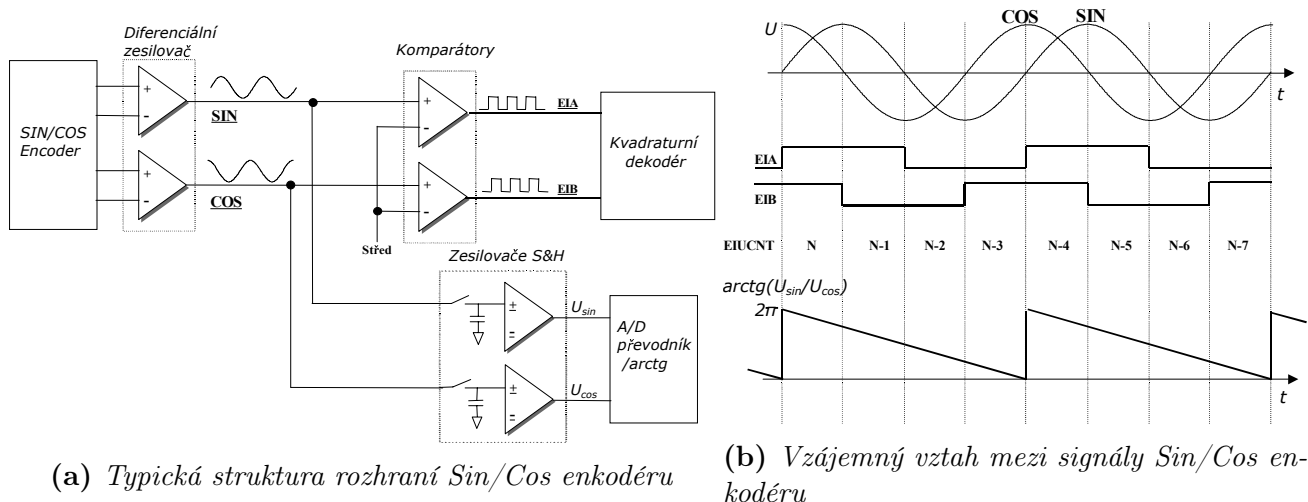 Diferenciální
zesilovač
SIN/COS
Encoder
+
-
SIN
+
-
COS
Komparátory
+
-
EIA
+
-
EIB
Střed
Kvadraturní
dekodér
Zesilovače S&H
±
=
Usin
±
=
Ucos
A/D
převodník
/arctg
(a) Typická struktura rozhraní Sin/Cos enkodéru
COS SIN
U
t
EIA
EIB
EIUCNT N N-1 N-2 N-3 N-4 N-5 N-6 N-7
arctg(Usin/Ucos)
2π
t
(b) Vzájemný vztah mezi signály Sin/Cos en-
kodéru